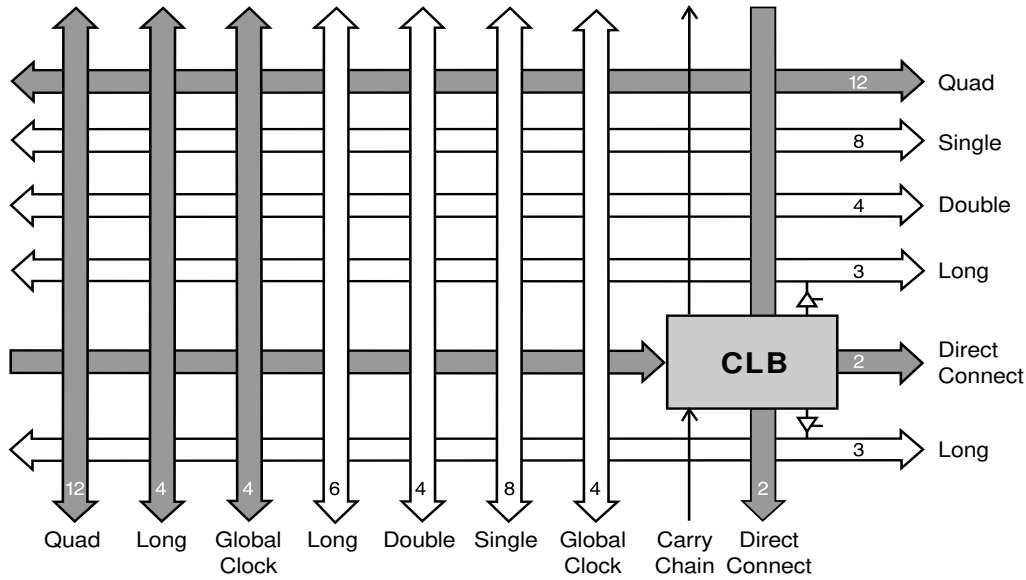 12
Quad
8
Single
4
Double
3
Long
CLB
2
Direct
Connect
3
Long
12
4
4
6
4
8
4
2
Quad
Long
Global
Clock
Long
Double
Single
Global
Clock
Carry
Chain
Direct
Connect